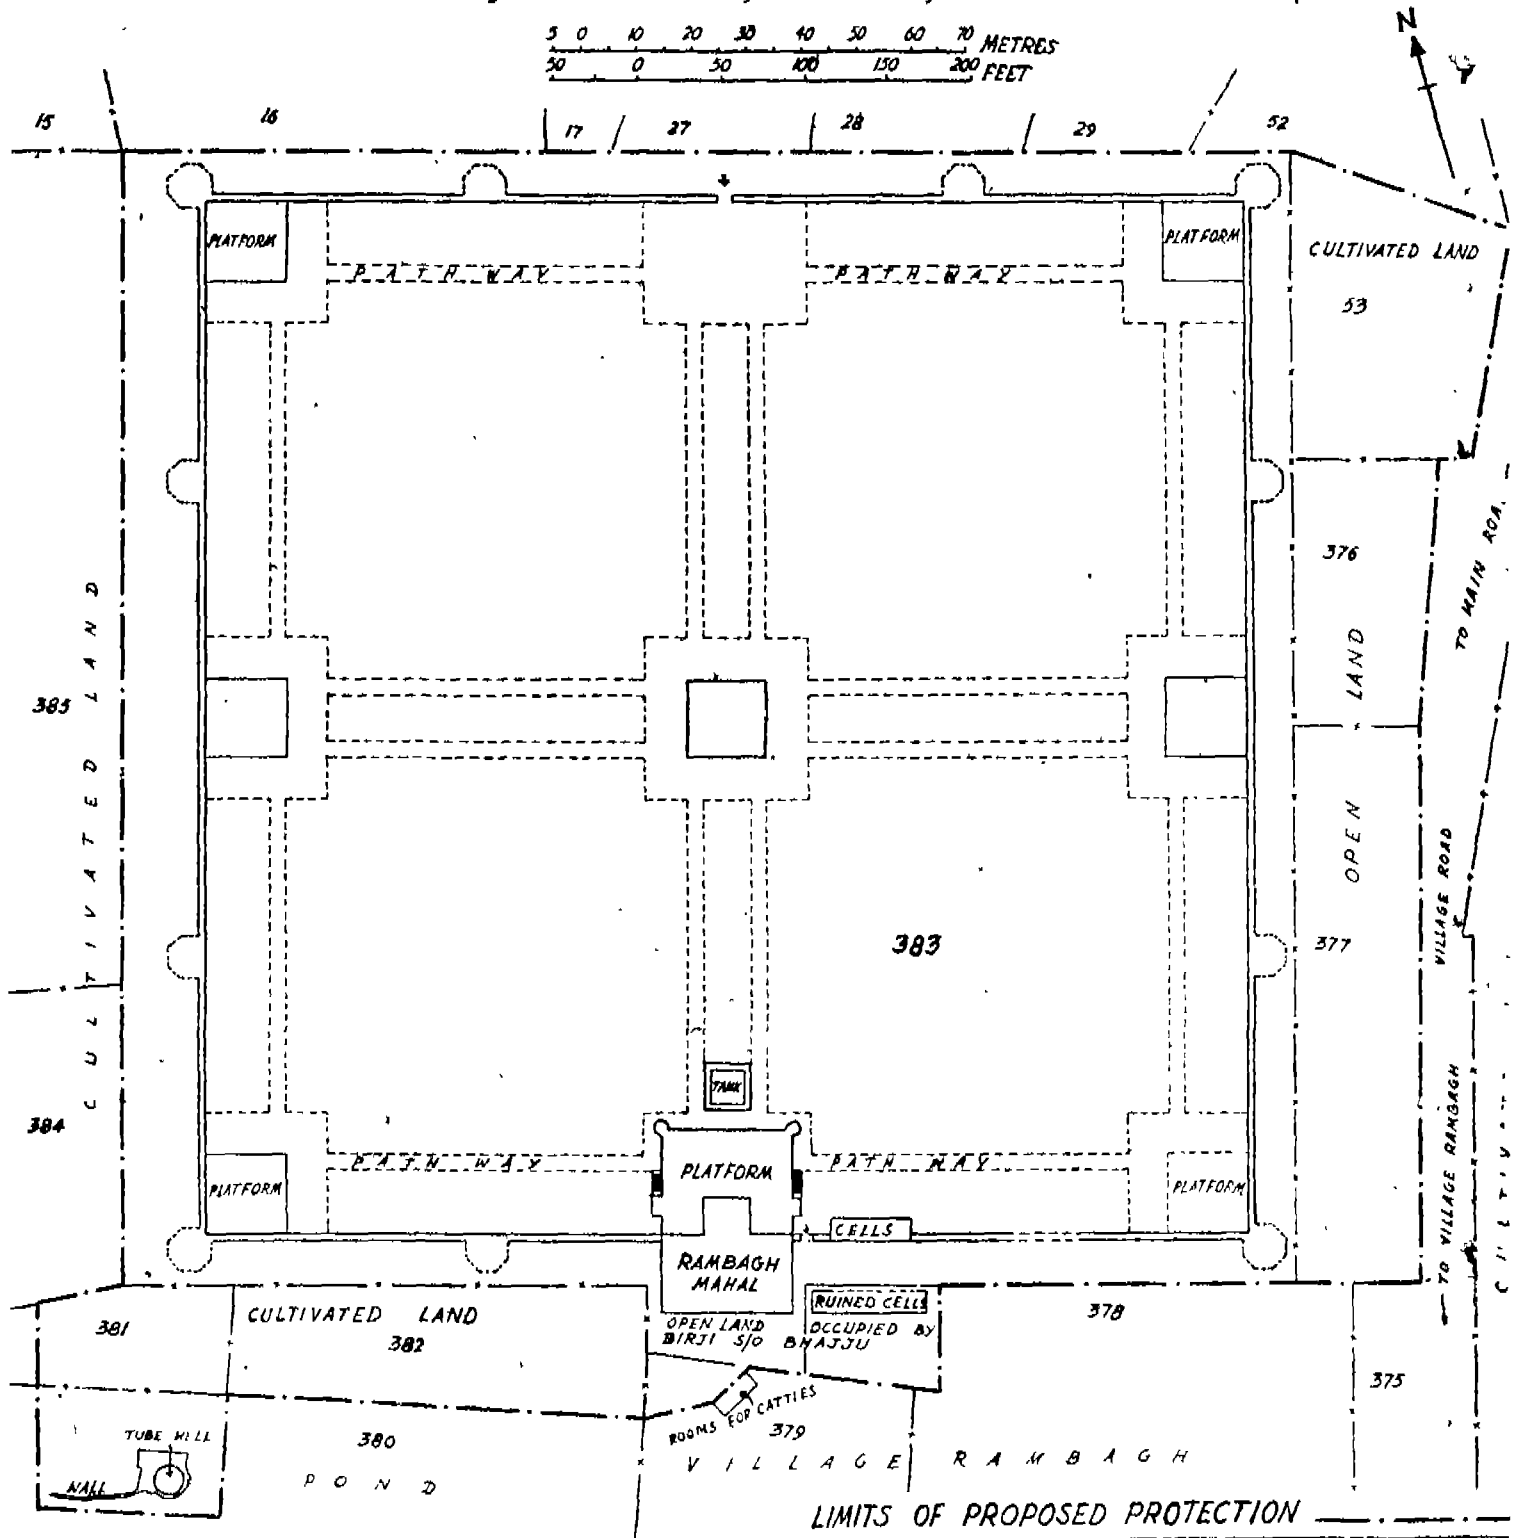 5 0 10 20 30 40 50 60 70 METRES
50 0 50 100 150 200 FEET
N
15 16 17 27 28 29 52
PLATFORM
PLATFORM
CULTIVATED LAND
53
PATH WAY
PATH WAY
376
TO MAIN ROA
OPEN LAND
CULTIVATED LAND
385
383
377
VILLAGE ROAD
TANK
384
TO VILLAGE RAMBAGH
PATH WAY
PLATFORM
PATH WAY
PLATFORM
PLATFORM
CELLS
RAMBAGH
MAHAL
RUINED CELLS
381
CULTIVATED LAND
382
OPEN LAND OCCUPIED BY
BIRJI S/O BHAJJU
378
375
ROOMS FOR CATTIES
379
TUBE WELL
380
WALL
POND
VILLAGE RAMBAGH
LIMITS OF PROPOSED PROTECTION